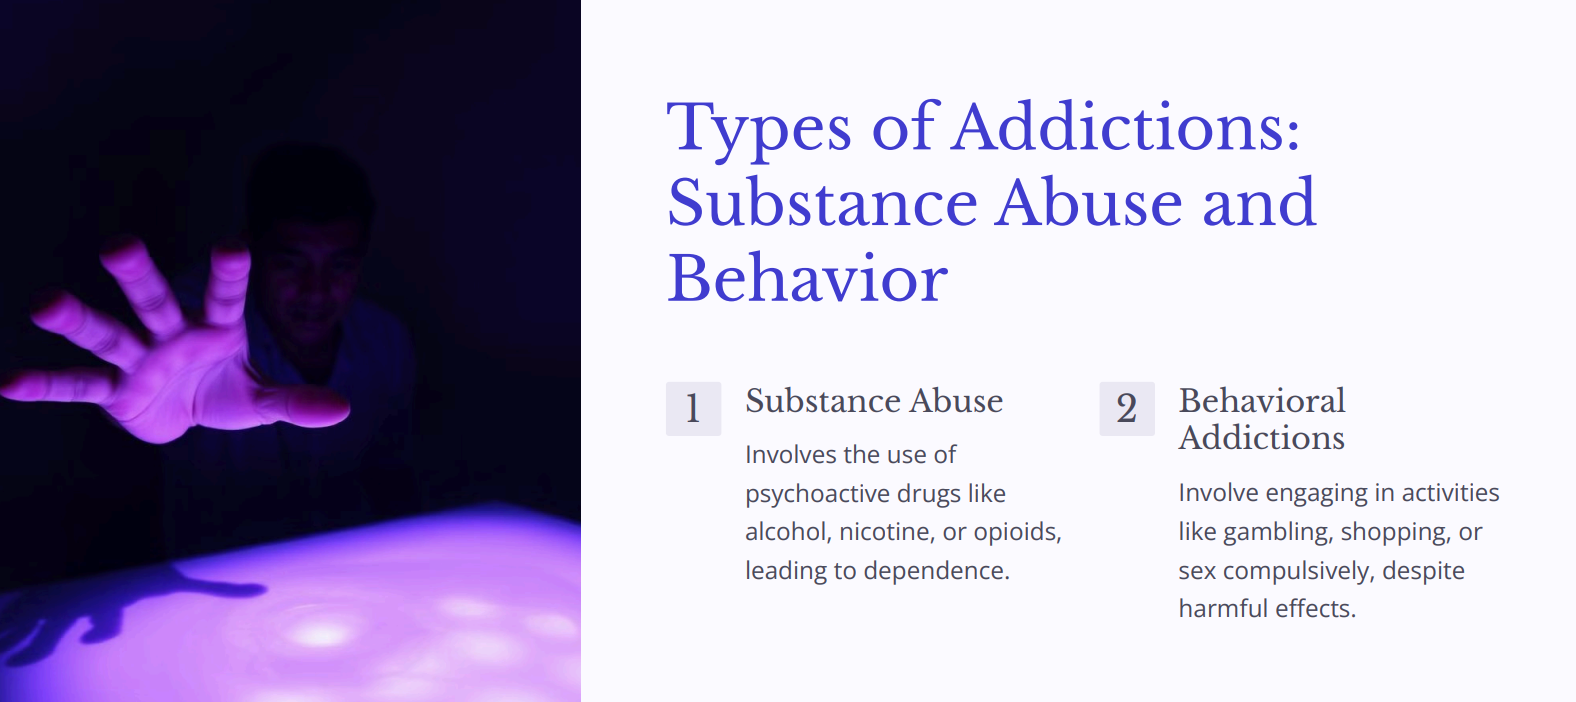 Types of Addictions:
Substance Abuse and
Behavior
1
Substance Abuse
Involves the use of
psychoactive drugs like
alcohol, nicotine, or opioids,
leading to dependence.
2
Behavioral
Addictions
Involve engaging in activities
like gambling, shopping, or
sex compulsively, despite
harmful effects.